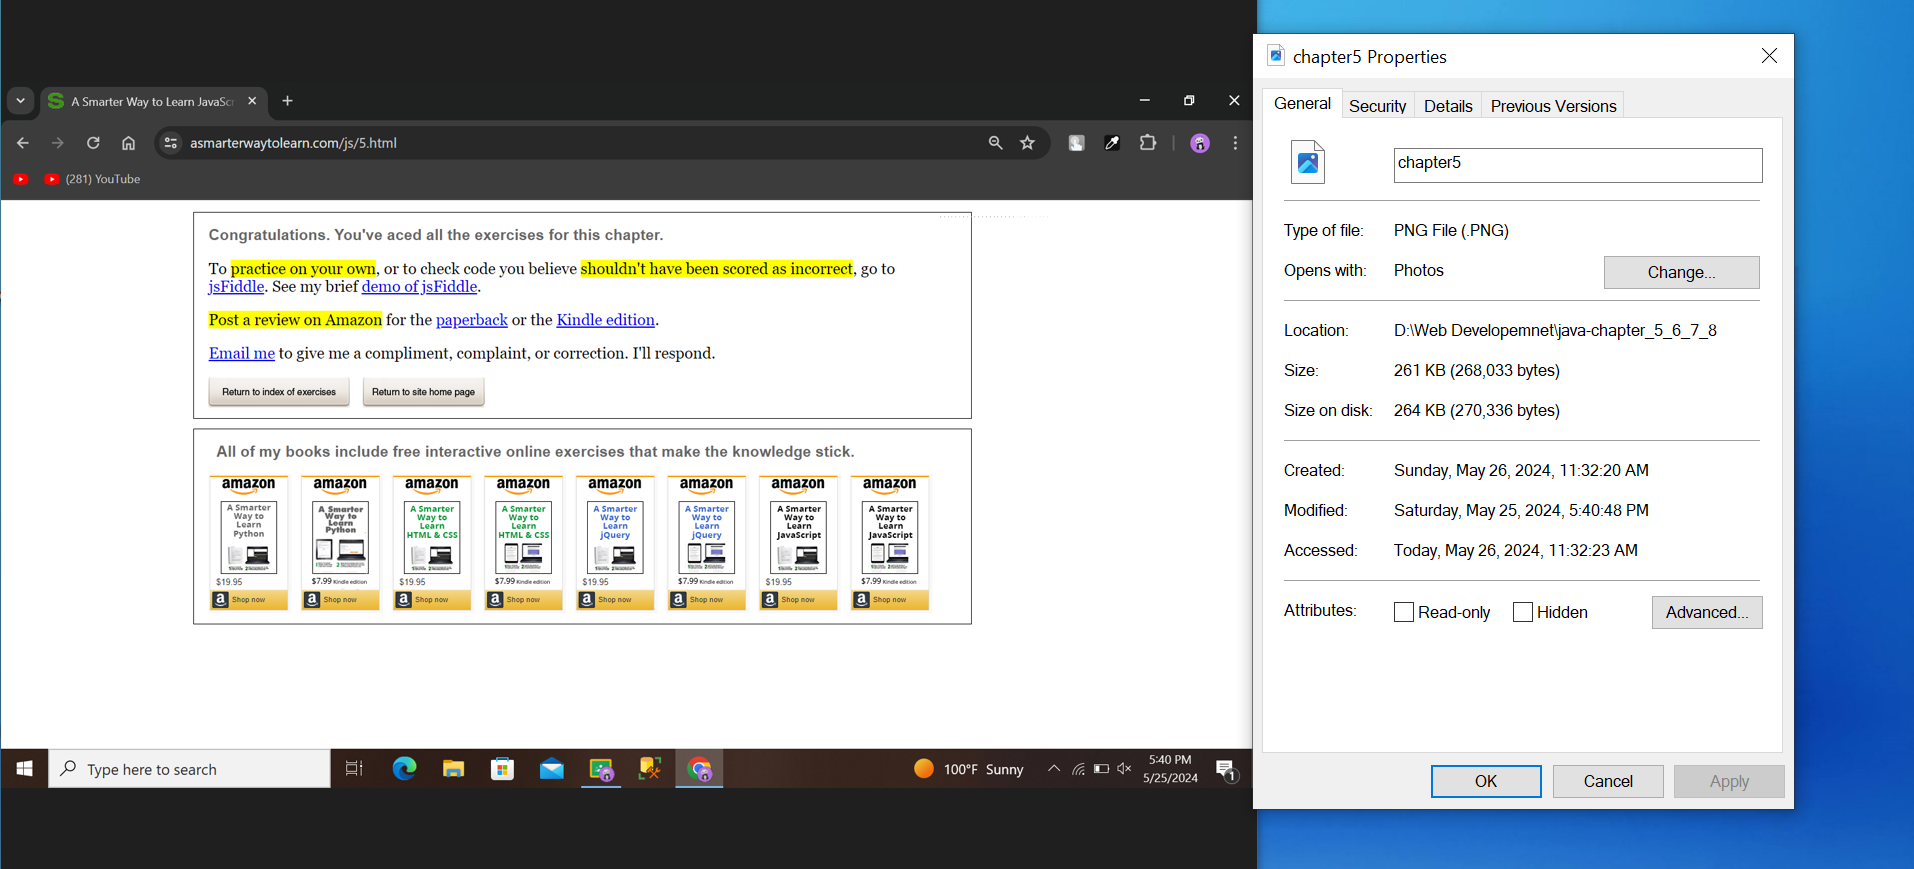 A Smarter Way to Learn JavaSc
asmarterwaytolearn.com/js/5.html
(281) YouTube
Congratulations. You've aced all the exercises for this chapter.
To practice on your own, or to check code you believe shouldn't have been scored as incorrect, go to
jsFiddle. See my brief demo of jsFiddle.
Post a review on Amazon for the paperback or the Kindle edition.
Email me to give me a compliment, complaint, or correction. I'll respond.
Return to index of exercises Return to site home page
All of my books include free interactive online exercises that make the knowledge stick.
amazon amazon amazon amazon amazon amazon amazon amazon
A Smarter A Smarter A Smarter A Smarter A Smarter A Smarter A Smarter A Smarter
Way to Way to Way to Way to Way to Way to Way to Way to
Learn Learn Learn Learn Learn Learn Learn Learn
Python Python HTML & CSS HTML & CSS jQuery jQuery JavaScript JavaScript
$19.95 $7.99 Kindle edition $19.95 $7.99 Kindle edition $19.95 $7.99 Kindle edition $19.95 $7.99 Kindle edition
a Shop now a Shop now a Shop now a Shop now a Shop now a Shop now a Shop now a Shop now
Type here to search
100°F Sunny
5:40 PM
5/25/2024
1
chapter5 Properties
General Security Details Previous Versions
chapter5
Type of file: PNG File (.PNG)
Opens with: Photos Change...
Location: D:\Web Developemnet\java-chapter_5_6_7_8
Size: 261 KB (268,033 bytes)
Size on disk: 264 KB (270,336 bytes)
Created: Sunday, May 26, 2024, 11:32:20 AM
Modified: Saturday, May 25, 2024, 5:40:48 PM
Accessed: Today, May 26, 2024, 11:32:23 AM
Attributes: Read-only Hidden Advanced...
OK Cancel Apply